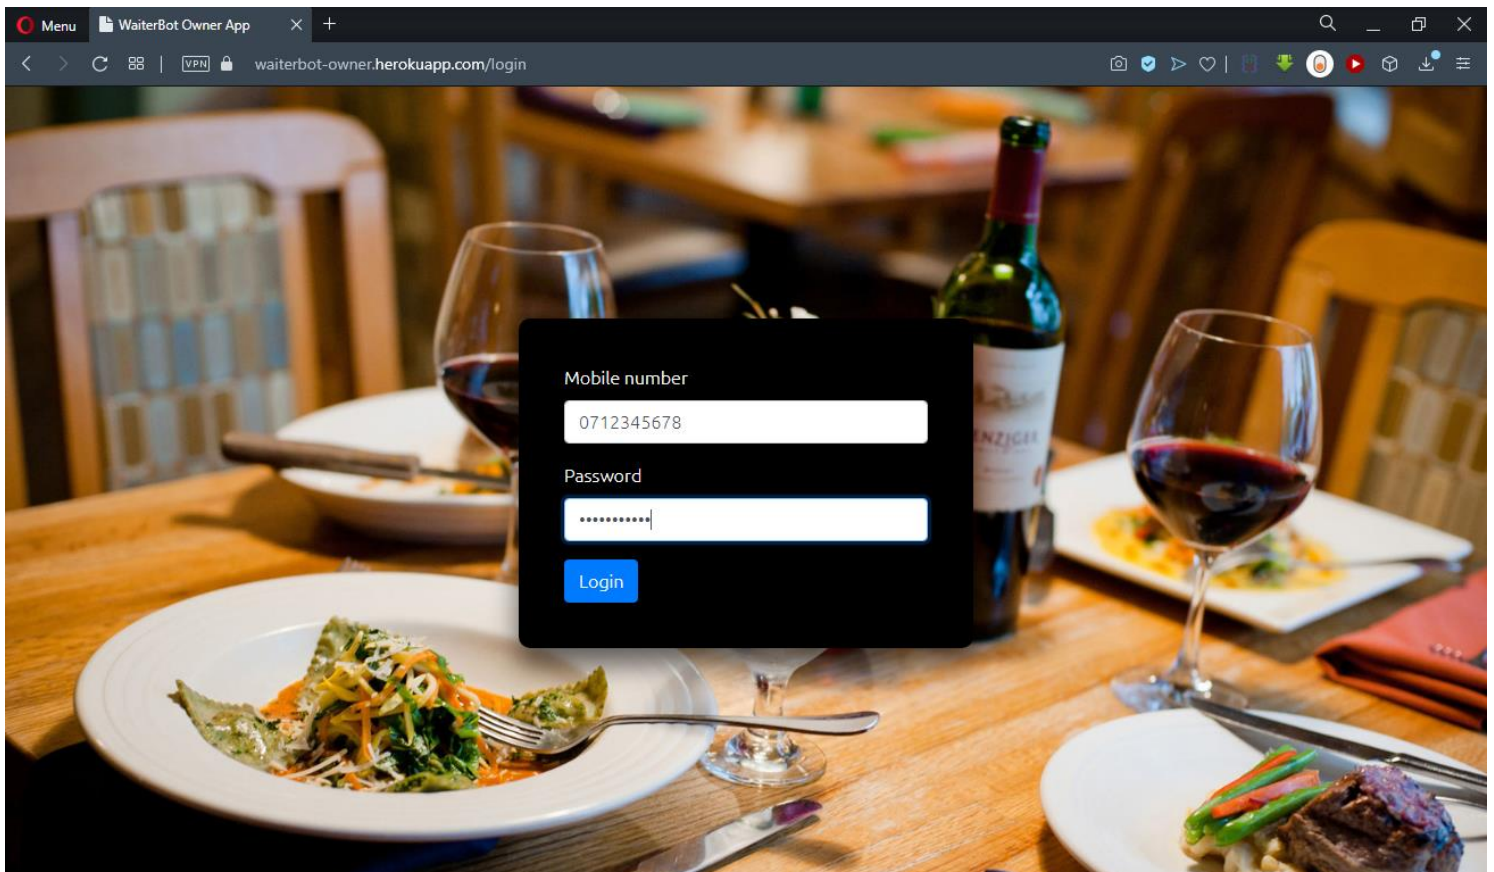 Menu
WaiterBot Owner App
VPN
waiterbot-owner.herokuapp.com/login
Mobile number
0712345678
Password
•••••••••••
Login